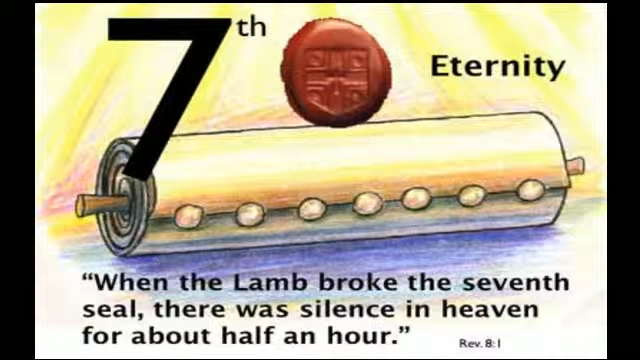 7th
Eternity
“When the Lamb broke the seventh
seal, there was silence in heaven
for about half an hour.”
Rev. 8:1